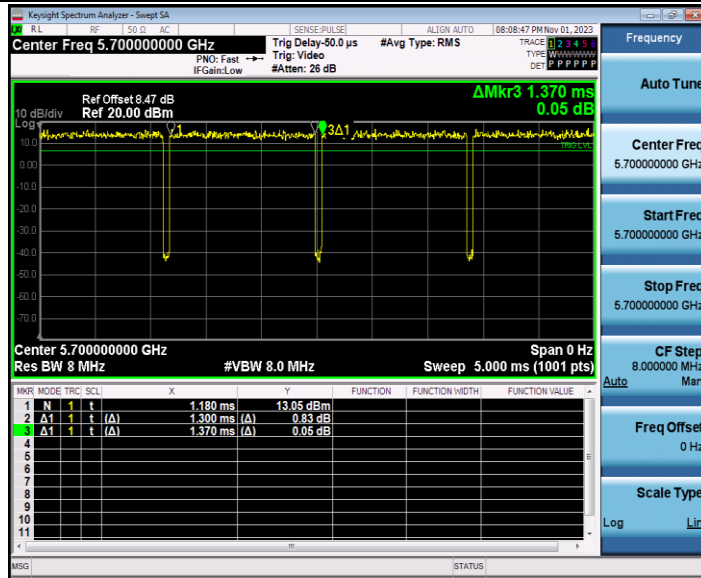 Keysight Spectrum Analyzer - Swept SA
RL RF 50 Ω AC SENSE:PULSE ALIGN AUTO 08:08:47 PM Nov 01, 2023
Center Freq 5.700000000 GHz
PNO: Fast
IFGain:Low
Trig Delay-50.0 µs
Trig: Video
#Atten: 26 dB
#Avg Type: RMS
TRACE 1 2 3 4 5 6
TYPE W
DET P P P P P P
ΔMkr3 1.370 ms
0.05 dB
Ref Offset 8.47 dB
10 dB/div Ref 20.00 dBm
Log
1
3Δ1
TRIG LVL
10.0
0.00
-10.0
-20.0
-30.0
-40.0
-50.0
-60.0
-70.0
Center 5.700000000 GHz Span 0 Hz
Res BW 8 MHz #VBW 8.0 MHz Sweep 5.000 ms (1001 pts)
MKR MODE TRC SCL X Y FUNCTION FUNCTION WIDTH FUNCTION VALUE
1 N 1 t 1.180 ms 13.05 dBm
2 Δ1 1 t (Δ) 1.300 ms (Δ) 0.83 dB
3 Δ1 1 t (Δ) 1.370 ms (Δ) 0.05 dB
4
5
6
7
8
9
10
11
MSG STATUS
Frequency
Auto Tune
Center Freq
5.700000000 GHz
Start Freq
5.700000000 GHz
Stop Freq
5.700000000 GHz
CF Step
8.000000 MHz
Auto Man
Freq Offset
0 Hz
Scale Type
Log Lin